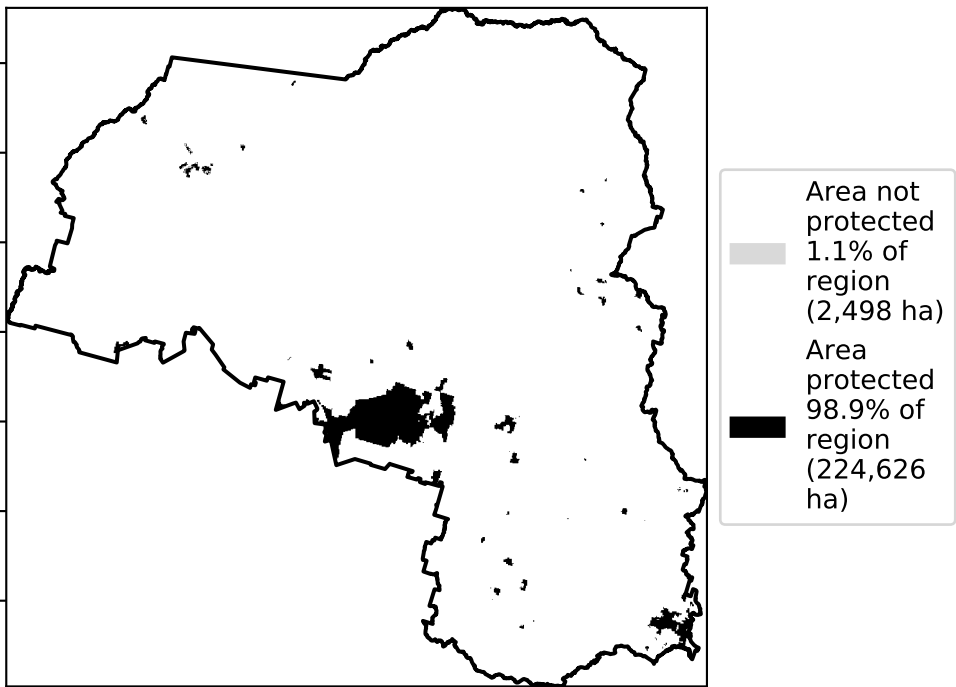 Area not
protected
1.1% of
region
(2,498 ha)
Area
protected
98.9% of
region
(224,626
ha)